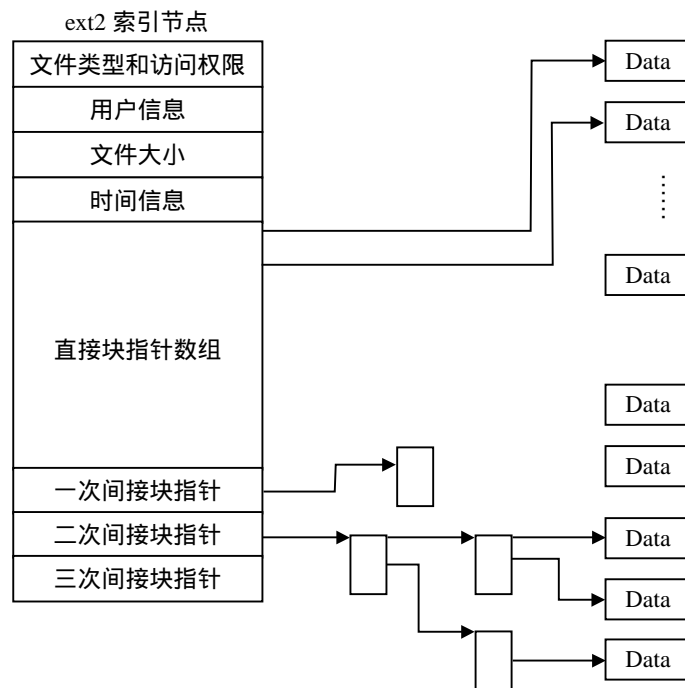 ext2 索引节点
文件类型和访问权限
用户信息
文件大小
时间信息
直接块指针数组
一次间接块指针
二次间接块指针
三次间接块指针
Data
Data
Data
Data
Data
Data
Data
Data